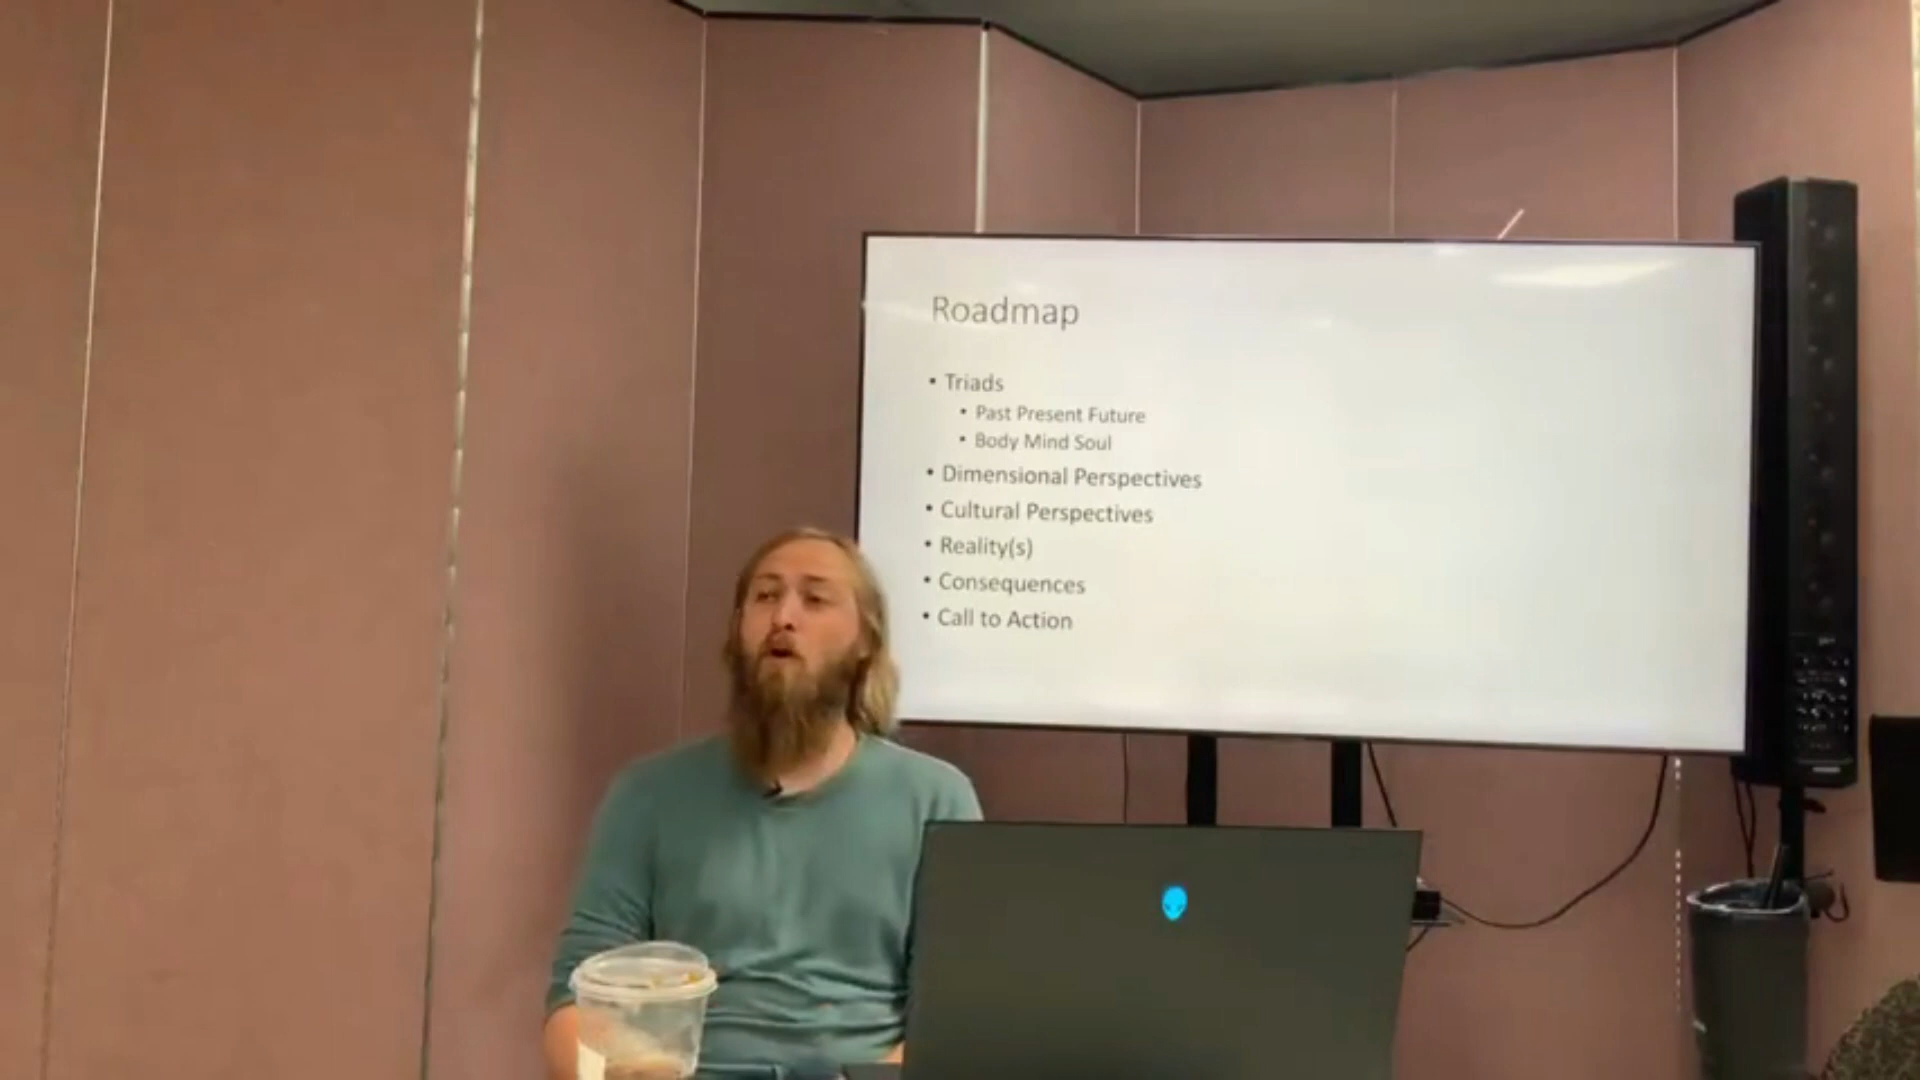 Roadmap
• Triads
• Past Present Future
• Body Mind Soul
• Dimensional Perspectives
• Cultural Perspectives
• Reality(s)
• Consequences
• Call to Action